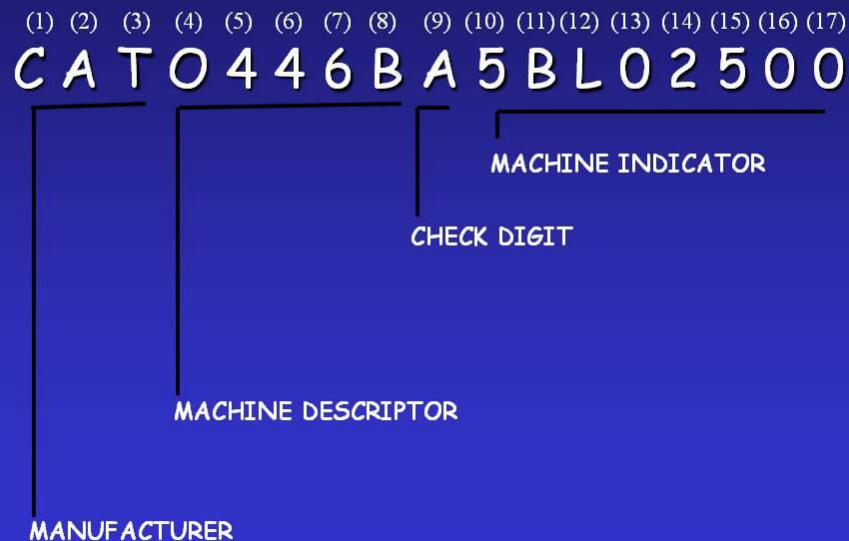 (1) (2) (3) (4) (5) (6) (7) (8) (9) (10) (11) (12) (13) (14) (15) (16) (17)
C A T O 4 4 6 B A 5 B L 0 2 5 0 0
MACHINE INDICATOR
CHECK DIGIT
MACHINE DESCRIPTOR
MANUFACTURER